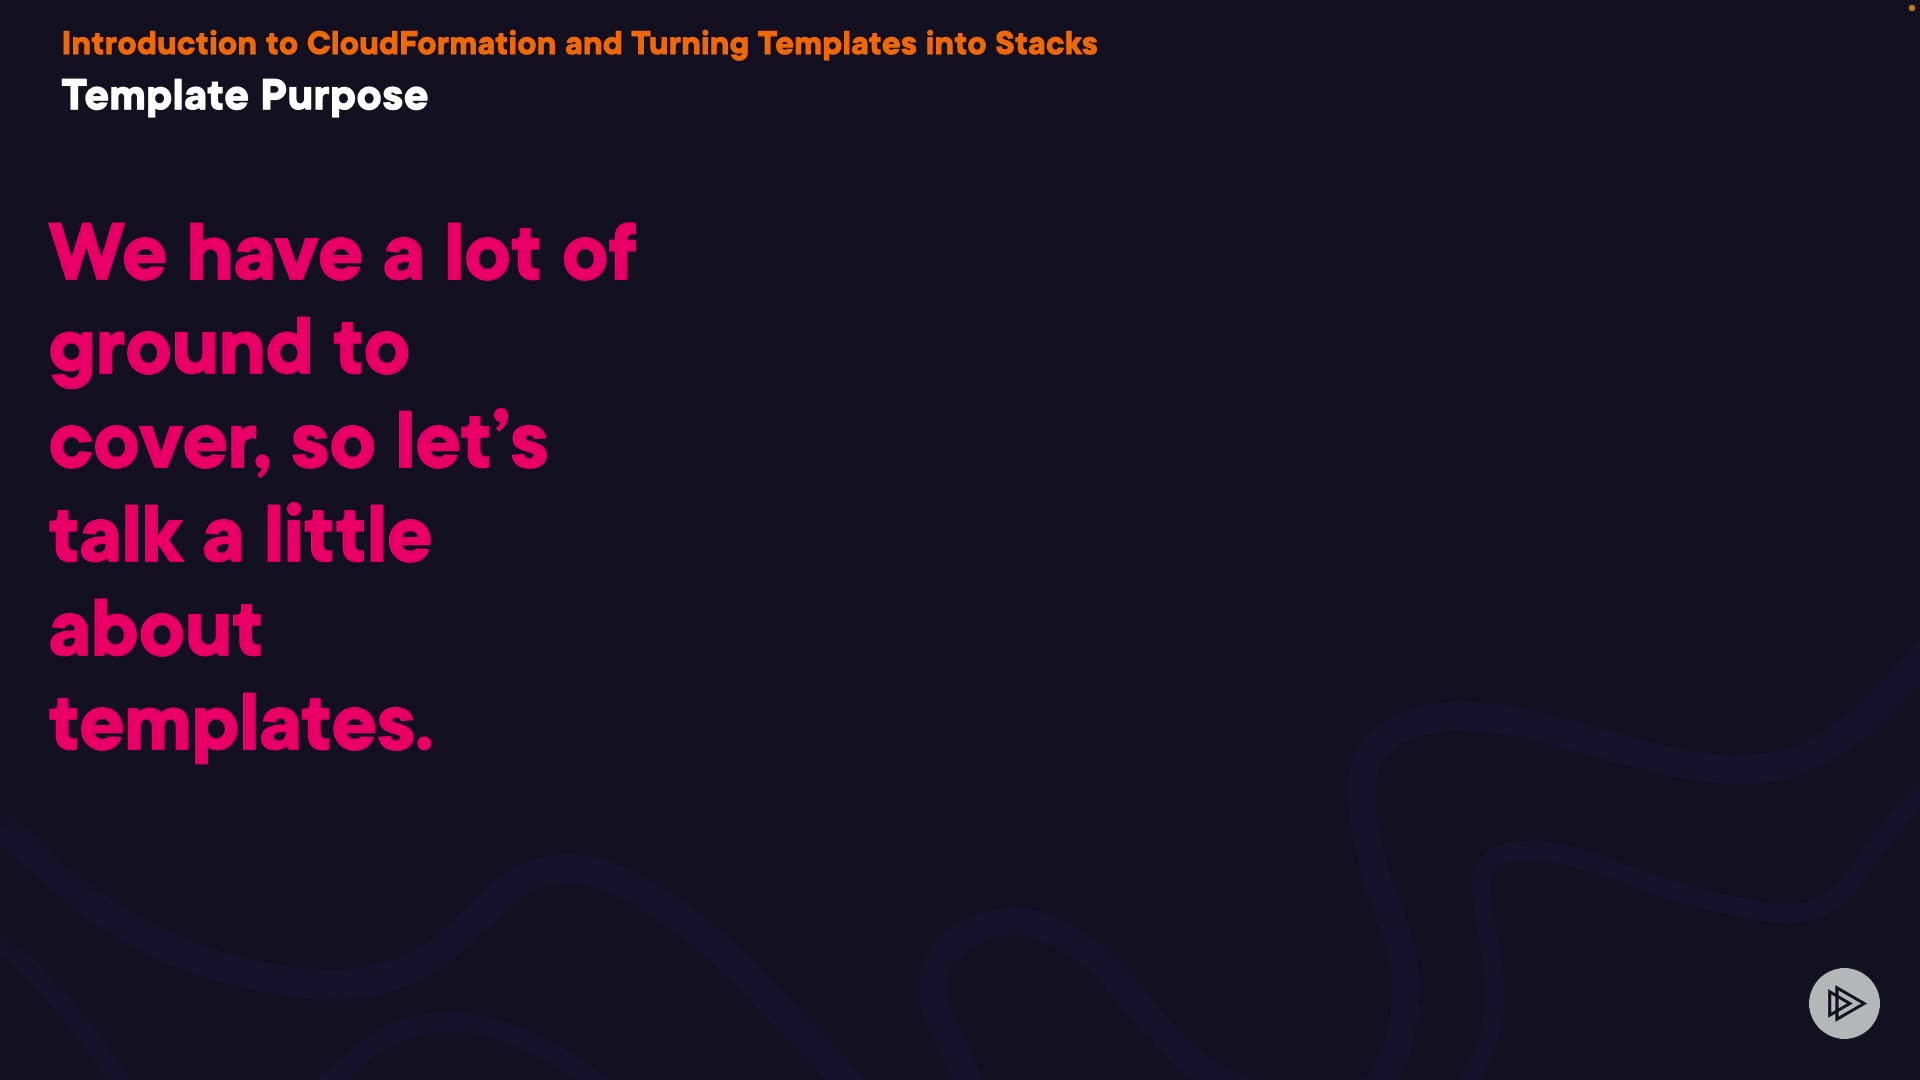 Introduction to CloudFormation and Turning Templates into Stacks
Template Purpose
We have a lot of
ground to
cover, so let’s
talk a little
about
templates.